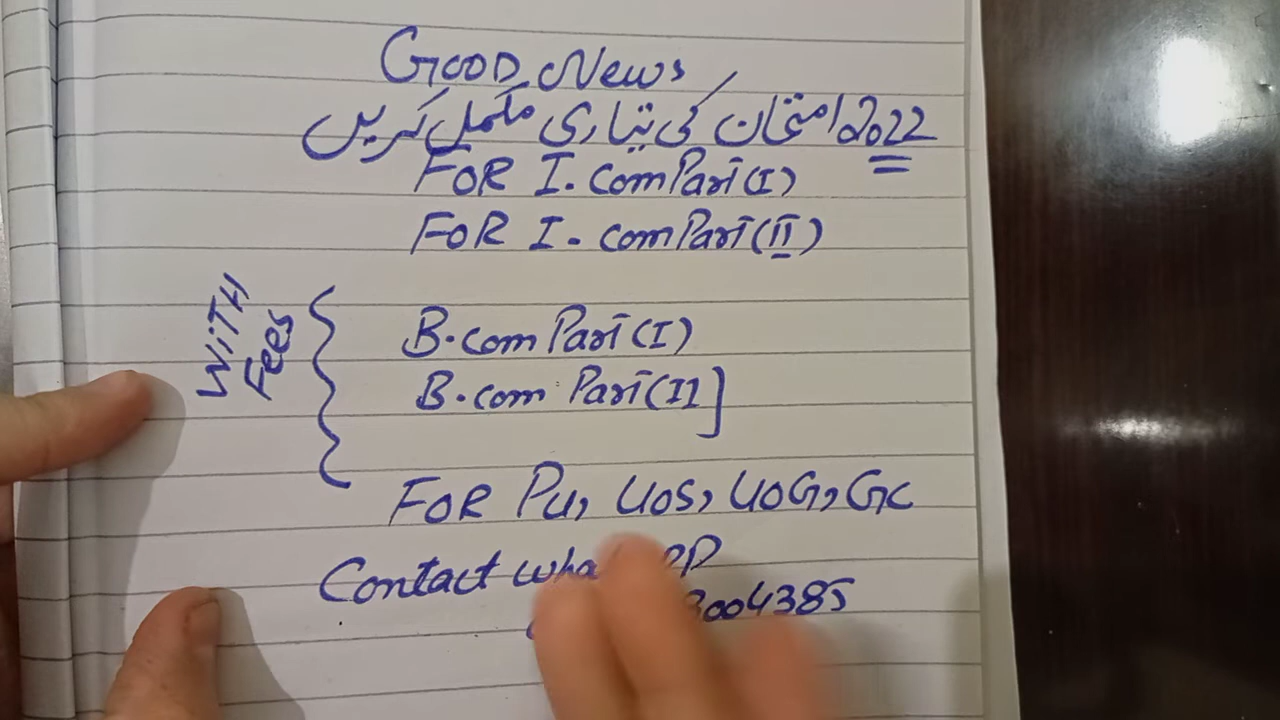 GOOD News
2022 امتحان کی تیاری مکمل کریں
FOR I. com Part (I)
FOR I. com Part (II)
WiTH
Fees
B.com Part (I)
B.com Part (II]
FOR Pu, UOS, UOG, GC
Contact
3004385